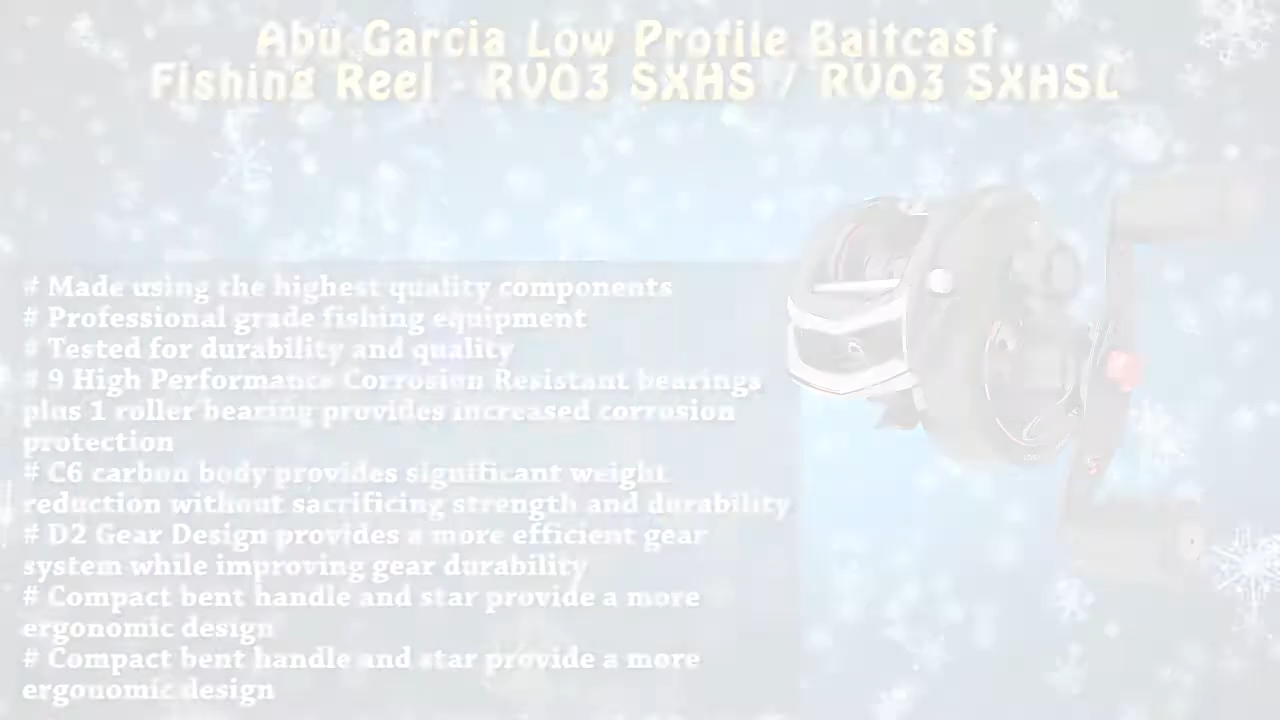 Abu Garcia Low Profile Baitcast
Fishing Reel - RVO3 SXHS / RVO3 SXHSL
# Made using the highest quality components
# Professional grade fishing equipment
# Tested for durability and quality
# 9 High Performance Corrosion Resistant bearings
plus 1 roller bearing provides increased corrosion
protection
# C6 carbon body provides significant weight
reduction without sacrificing strength and durability
# D2 Gear Design provides a more efficient gear
system while improving gear durability
# Compact bent handle and star provide a more
ergonomic design
# Compact bent handle and star provide a more
ergonomic design